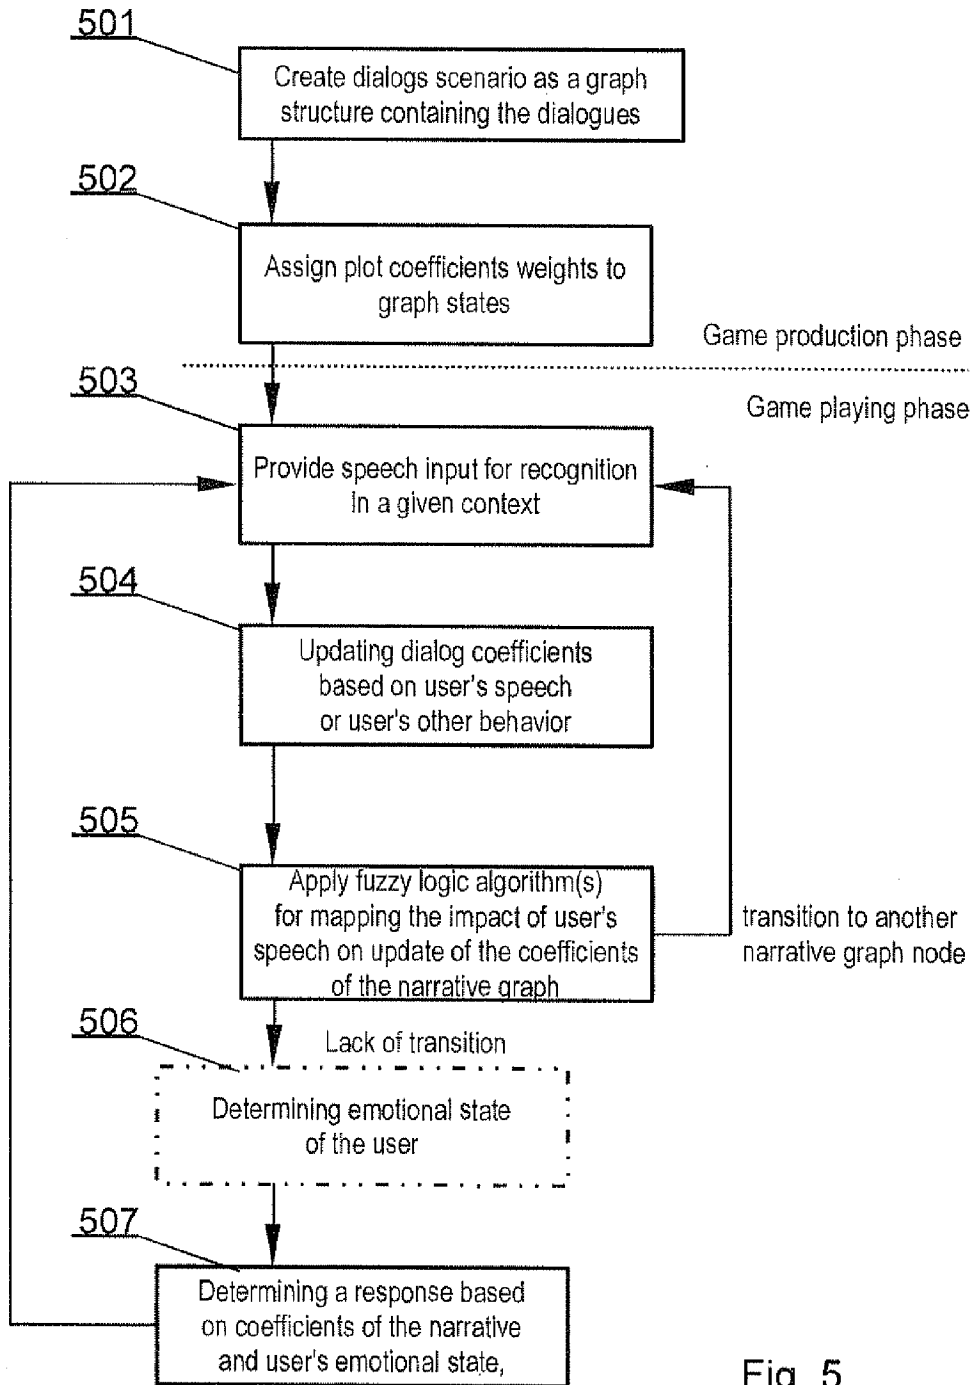 501
Create dialogs scenario as a graph
structure containing the dialogues
502
Assign plot coefficients weights to
graph states
Game production phase
503
Game playing phase
Provide speech input for recognition
In a given context
504
Updating dialog coefficients
based on user's speech
or user's other behavior
505
Apply fuzzy logic algorithm(s)
for mapping the impact of user's
speech on update of the coefficients
of the narrative graph
transition to another
narrative graph node
506
Lack of transition
Determining emotional state
of the user
507
Determining a response based
on coefficients of the narrative
and user's emotional state,
Fig. 5